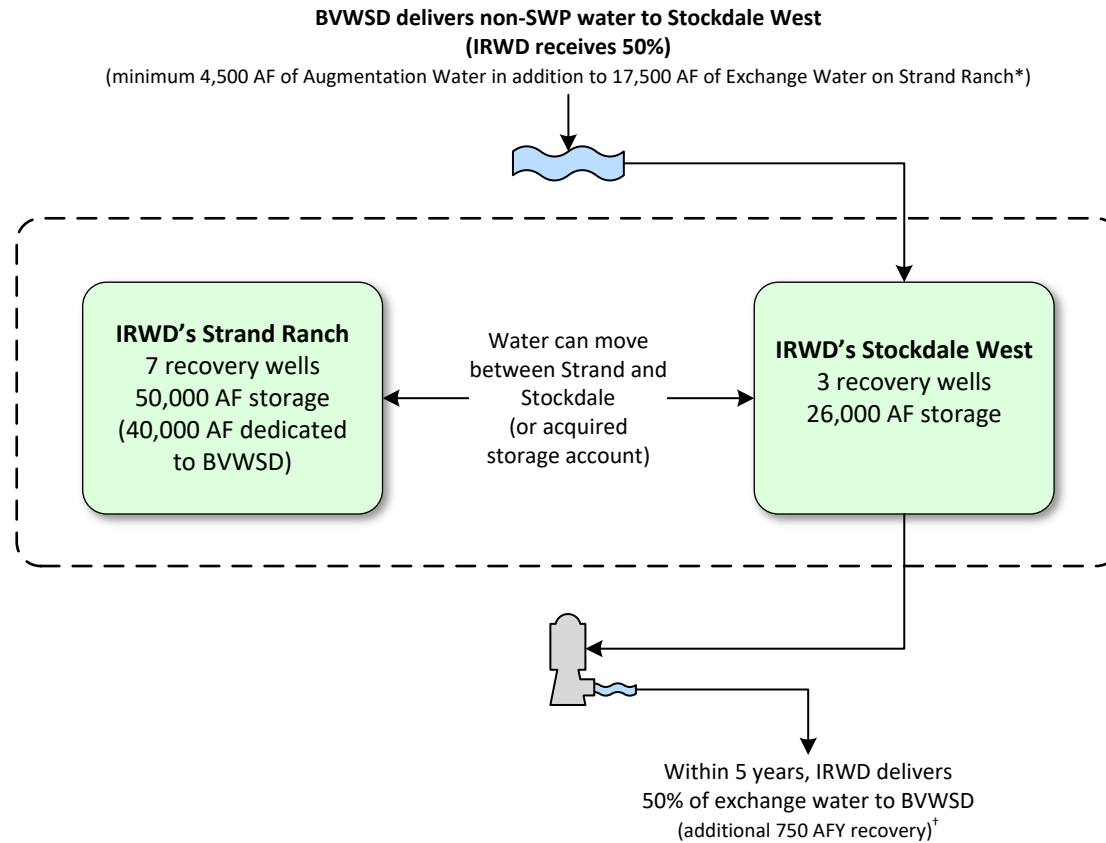 BVWSD delivers non-SWP water to Stockdale West
(IRWD receives 50%)
(minimum 4,500 AF of Augmentation Water in addition to 17,500 AF of Exchange Water on Strand Ranch*)
IRWD’s Strand Ranch
7 recovery wells
50,000 AF storage
(40,000 AF dedicated
to BVWSD)
Water can move
between Strand and
Stockdale
(or acquired
storage account)
IRWD’s Stockdale West
3 recovery wells
26,000 AF storage
Within 5 years, IRWD delivers
50% of exchange water to BVWSD
(additional 750 AFY recovery)†